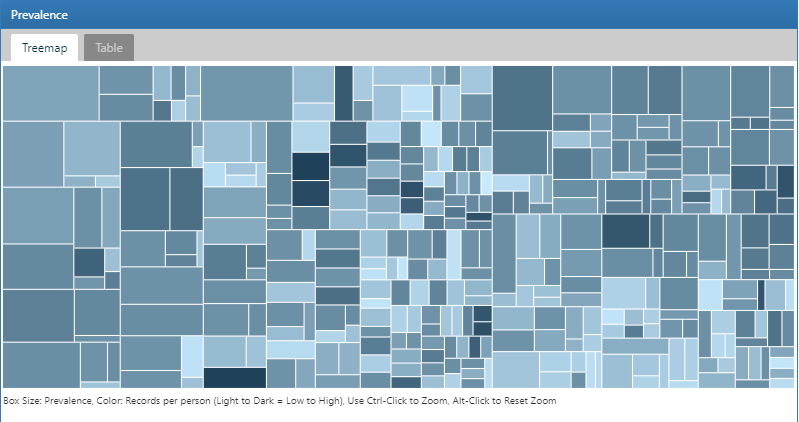 Prevalence
Treemap
Table
Box Size: Prevalence, Color: Records per person (Light to Dark = Low to High), Use Ctrl-Click to Zoom, Alt-Click to Reset Zoom